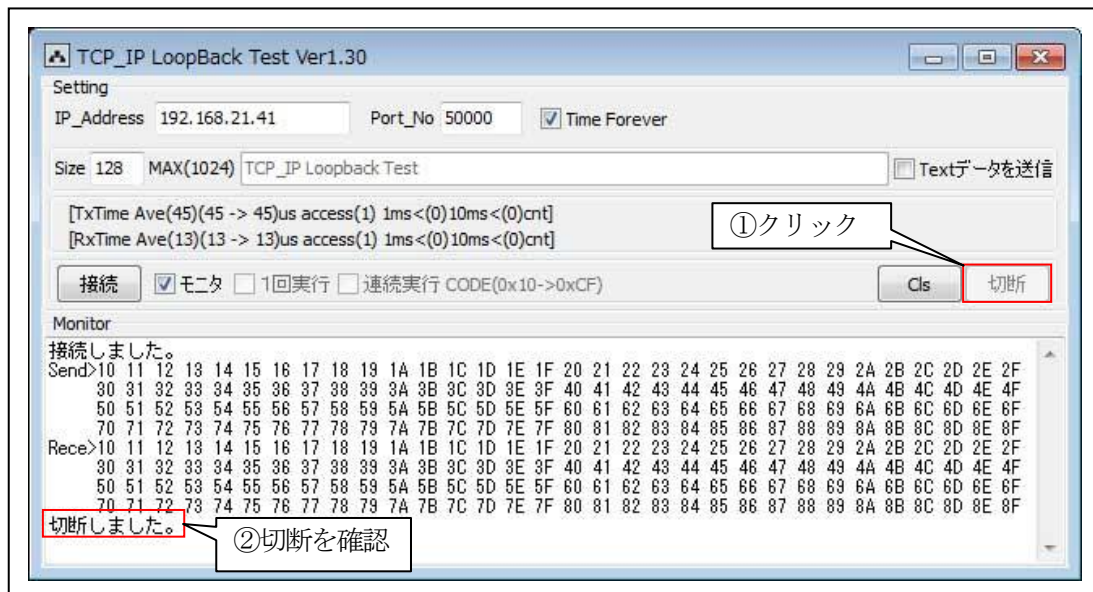 TCP_IP LoopBack Test Ver1.30
Setting
IP_Address 192.168.21.41 Port_No 50000 Time Forever
Size 128 MAX(1024) TCP_IP Loopback Test Textデータを送信
[TxTime Ave(45)(45 -> 45)us access(1) 1ms<(0)10ms<(0)cnt]
[RxTime Ave(13)(13 -> 13)us access(1) 1ms<(0)10ms<(0)cnt]
①クリック
接続 モニタ 1回実行 連続実行 CODE(0x10->0xCF) Cls 切断
Monitor
接続しました。
Send>10 11 12 13 14 15 16 17 18 19 1A 1B 1C 1D 1E 1F 20 21 22 23 24 25 26 27 28 29 2A 2B 2C 2D 2E 2F
30 31 32 33 34 35 36 37 38 39 3A 3B 3C 3D 3E 3F 40 41 42 43 44 45 46 47 48 49 4A 4B 4C 4D 4E 4F
50 51 52 53 54 55 56 57 58 59 5A 5B 5C 5D 5E 5F 60 61 62 63 64 65 66 67 68 69 6A 6B 6C 6D 6E 6F
70 71 72 73 74 75 76 77 78 79 7A 7B 7C 7D 7E 7F 80 81 82 83 84 85 86 87 88 89 8A 8B 8C 8D 8E 8F
Rece>10 11 12 13 14 15 16 17 18 19 1A 1B 1C 1D 1E 1F 20 21 22 23 24 25 26 27 28 29 2A 2B 2C 2D 2E 2F
30 31 32 33 34 35 36 37 38 39 3A 3B 3C 3D 3E 3F 40 41 42 43 44 45 46 47 48 49 4A 4B 4C 4D 4E 4F
50 51 52 53 54 55 56 57 58 59 5A 5B 5C 5D 5E 5F 60 61 62 63 64 65 66 67 68 69 6A 6B 6C 6D 6E 6F
70 71 72 73 74 75 76 77 78 79 7A 7B 7C 7D 7E 7F 80 81 82 83 84 85 86 87 88 89 8A 8B 8C 8D 8E 8F
切断しました。
②切断を確認